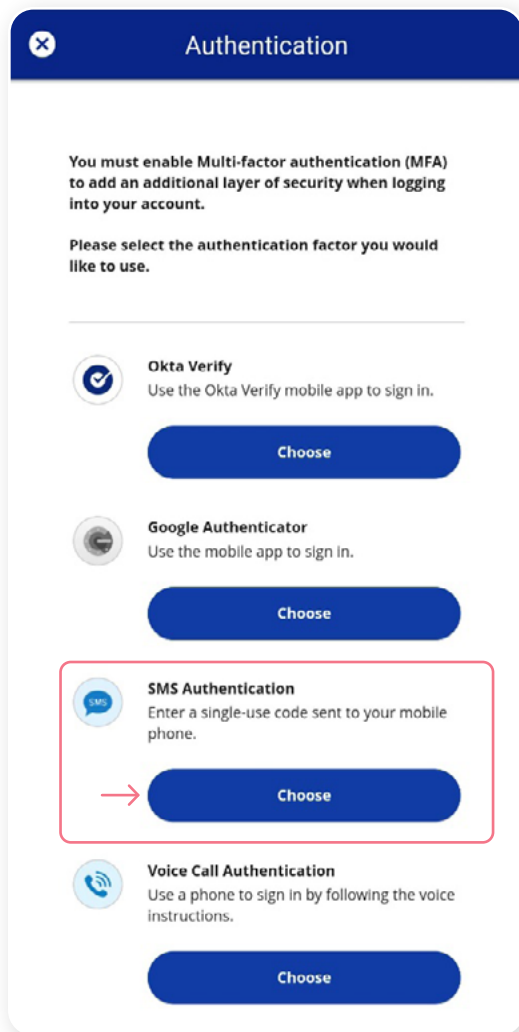 Authentication
You must enable Multi-factor authentication (MFA)
to add an additional layer of security when logging
into your account.
Please select the authentication factor you would
like to use.
Okta Verify
Use the Okta Verify mobile app to sign in.
Choose
Google Authenticator
Use the mobile app to sign in.
Choose
SMS
SMS Authentication
Enter a single-use code sent to your mobile
phone.
Choose
Voice Call Authentication
Use a phone to sign in by following the voice
instructions.
Choose